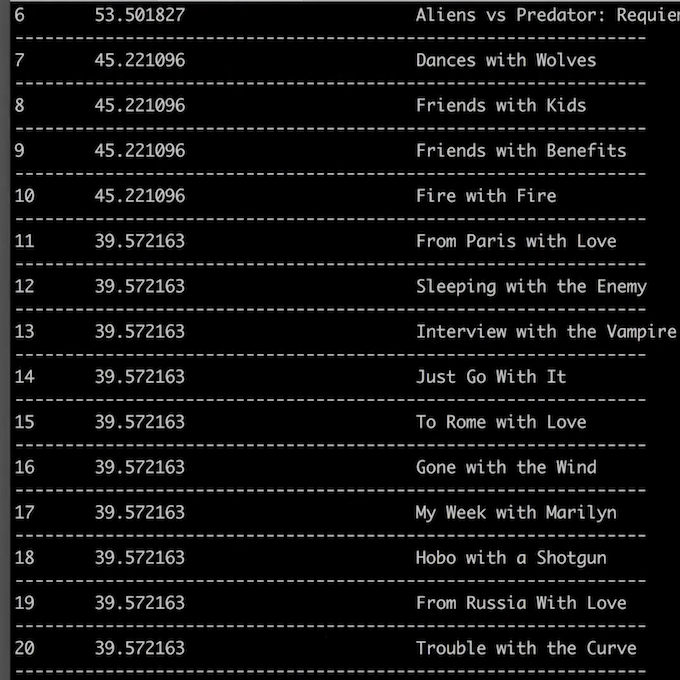 6 53.501827 Aliens vs Predator: Requiem
----------------------------------------------------------------
7 45.221096 Dances with Wolves
----------------------------------------------------------------
8 45.221096 Friends with Kids
----------------------------------------------------------------
9 45.221096 Friends with Benefits
----------------------------------------------------------------
10 45.221096 Fire with Fire
----------------------------------------------------------------
11 39.572163 From Paris with Love
----------------------------------------------------------------
12 39.572163 Sleeping with the Enemy
----------------------------------------------------------------
13 39.572163 Interview with the Vampire
----------------------------------------------------------------
14 39.572163 Just Go With It
----------------------------------------------------------------
15 39.572163 To Rome with Love
----------------------------------------------------------------
16 39.572163 Gone with the Wind
----------------------------------------------------------------
17 39.572163 My Week with Marilyn
----------------------------------------------------------------
18 39.572163 Hobo with a Shotgun
----------------------------------------------------------------
19 39.572163 From Russia With Love
----------------------------------------------------------------
20 39.572163 Trouble with the Curve
----------------------------------------------------------------